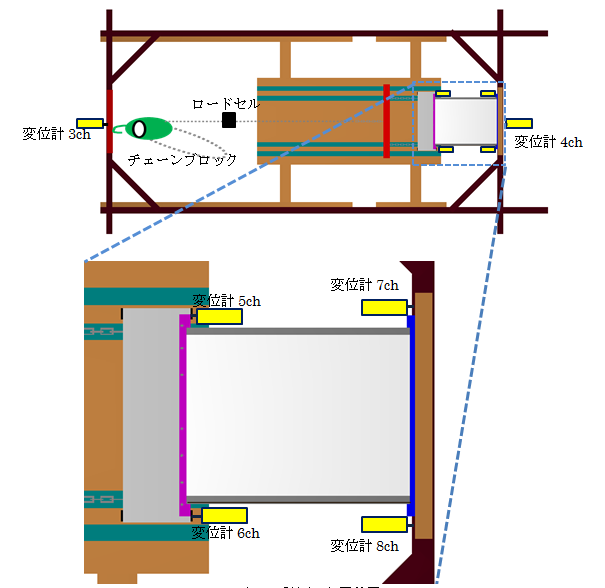 ロードセル
変位計 3ch
変位計 4ch
チェーンブロック
変位計 7ch
変位計 5ch
変位計 6ch
変位計 8ch